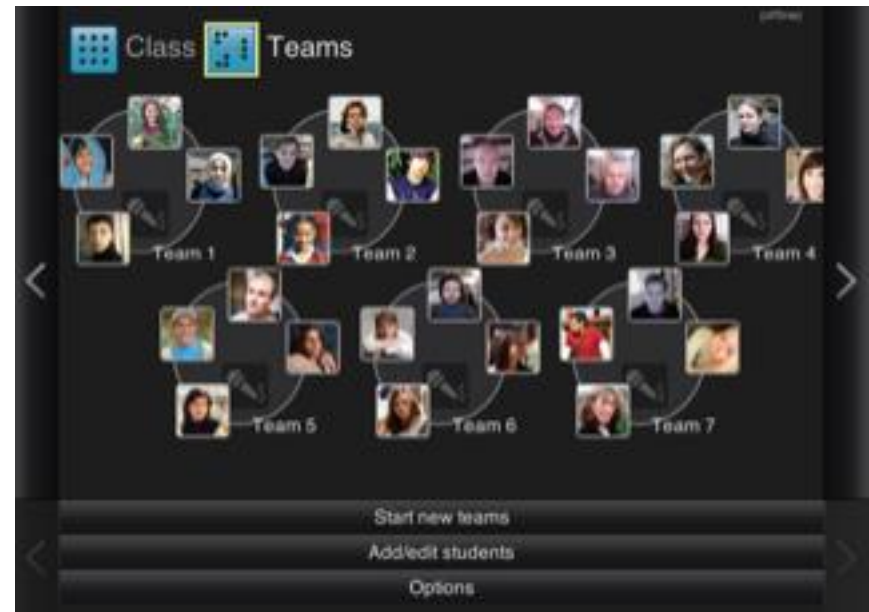 (offline)
Class Teams
Team 1 Team 2 Team 3 Team 4
Team 5 Team 6 Team 7
Start new teams
Add/edit students
Options